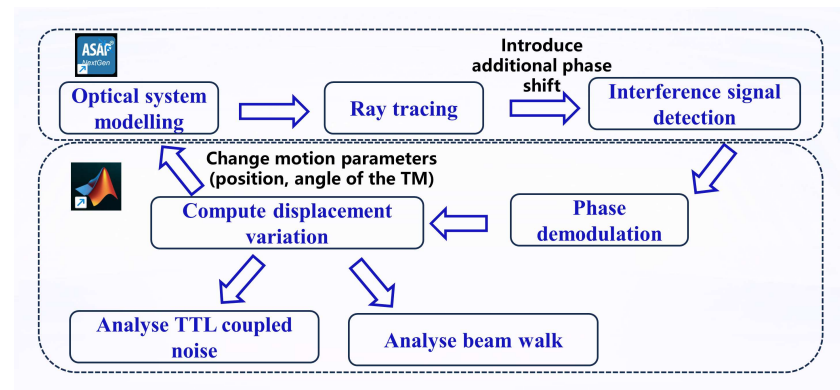 ASAP
NextGen
Introduce
additional phase
shift
Optical system
modelling
Ray tracing
Interference signal
detection
Change motion parameters
(position, angle of the TM)
Compute displacement
variation
Phase
demodulation
Analyse TTL coupled
noise
Analyse beam walk